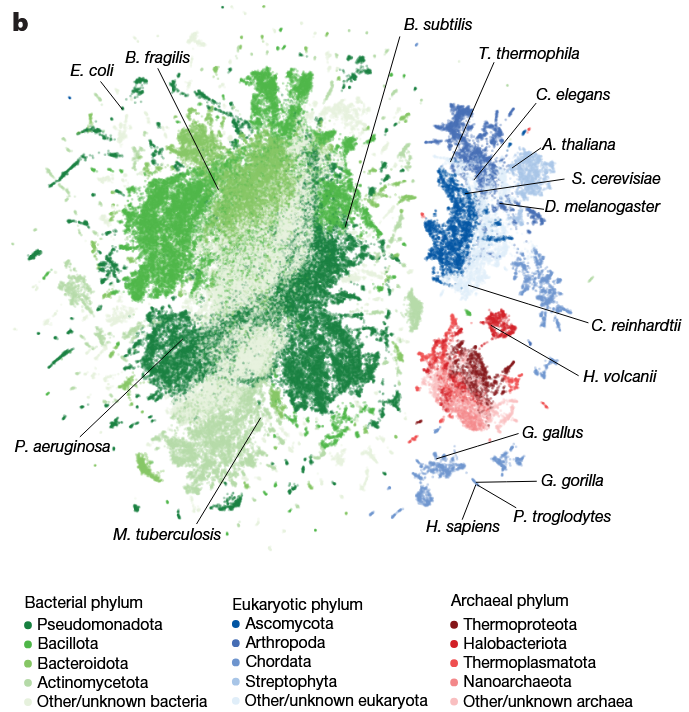 b
B. subtilis
B. fragilis
E. coli
T. thermophila
C. elegans
A. thaliana
S. cerevisiae
D. melanogaster
C. reinhardtii
H. volcanii
P. aeruginosa
G. gallus
G. gorilla
P. troglodytes
H. sapiens
M. tuberculosis
Bacterial phylum
Pseudomonadota
Bacillota
Bacteroidota
Actinomycetota
Other/unknown bacteria
Eukaryotic phylum
Ascomycota
Arthropoda
Chordata
Streptophyta
Other/unknown eukaryota
Archaeal phylum
Thermoproteota
Halobacteriota
Thermoplasmatota
Nanoarchaeota
Other/unknown archaea